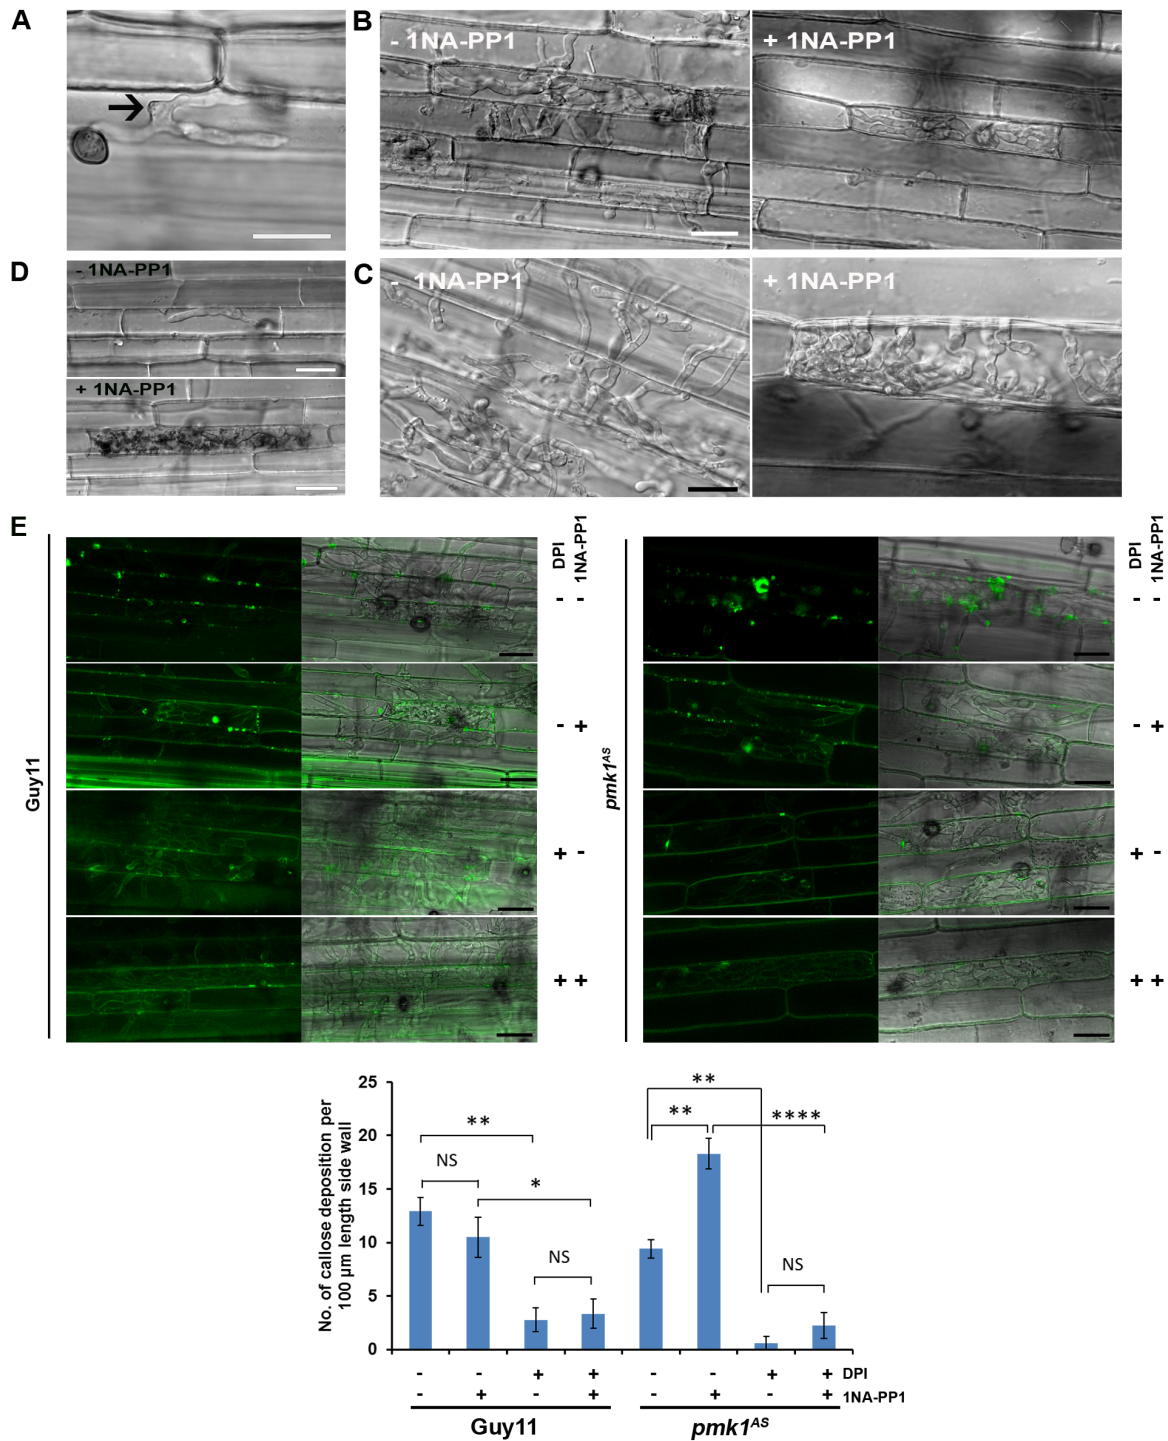 A
B
- 1NA-PP1
+ 1NA-PP1
D
- 1NA-PP1
+ 1NA-PP1
C
- 1NA-PP1
+ 1NA-PP1
E
DPI
1NA-PP1
DPI
1NA-PP1
- -
- -
- +
- +
Guy11
pmk1AS
+ -
+ -
+ +
+ +
No. of callose deposition per
100 µm length side wall
25
20
15
10
5
0
**
NS
*
NS
**
**
****
NS
- - + + - - + + DPI
- + - + - + - + 1NA-PP1
Guy11
pmk1AS